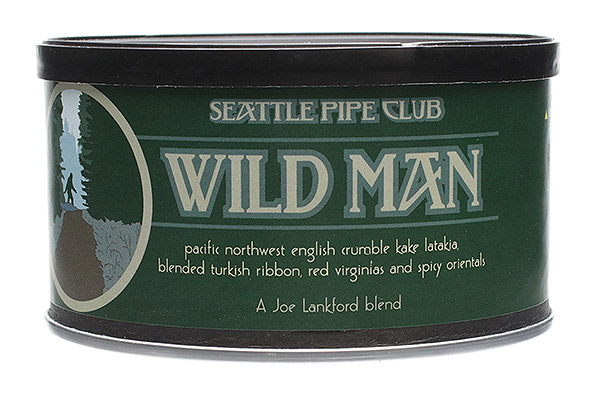 SEATTLE PIPE CLUB
WILD MAN
pacific northwest english crumble kake latakia,
blended turkish ribbon, red virginias and spicy orientals
A Joe Lankford blend